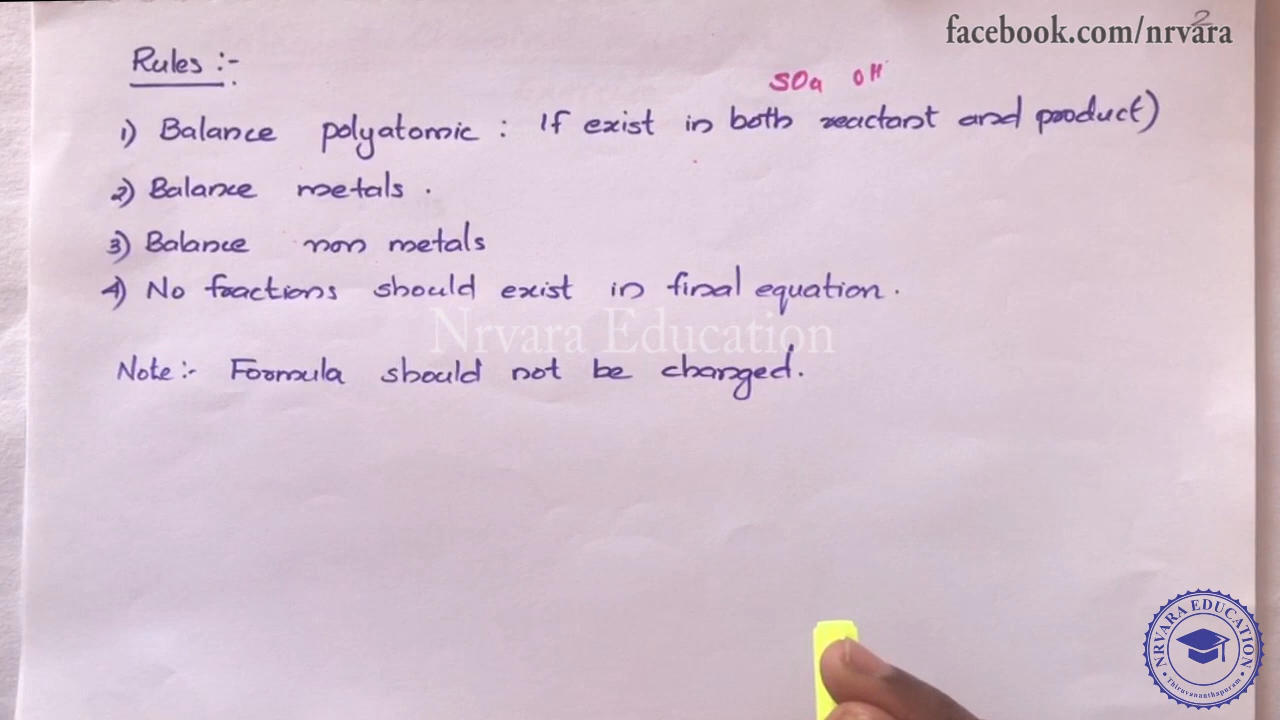 2
facebook.com/nrvara
Rules :-
SO4 OH
1) Balance polyatomic : If exist in both reactant and product)
2) Balance metals .
3) Balance non metals
4) No fractions should exist in final equation .
Nrvara Education
Note :- Formula should not be changed.
NRVARA EDUCATION
Thiruvananthapuram